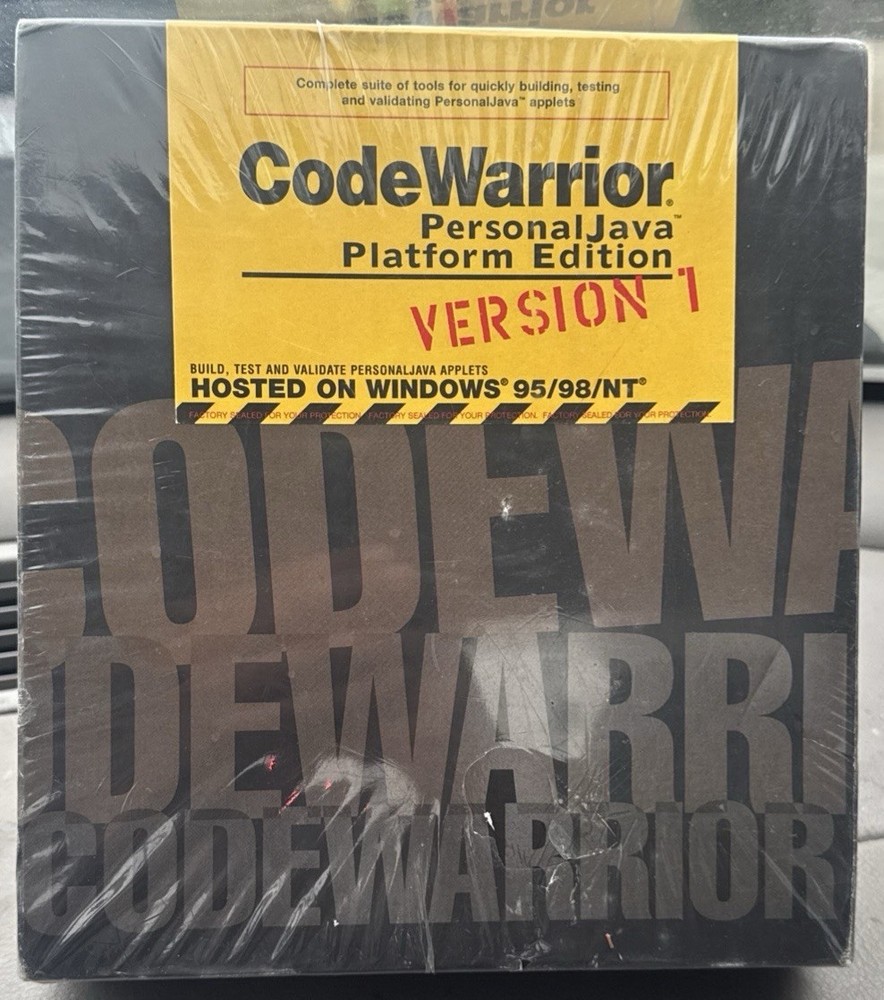 Complete suite of tools for quickly building, testing
and validating PersonalJava™ applets
CodeWarrior®
PersonalJava™
Platform Edition
VERSION 1
BUILD, TEST AND VALIDATE PERSONALJAVA APPLETS
HOSTED ON WINDOWS® 95/98/NT®
FACTORY SEALED FOR YOUR PROTECTION. FACTORY SEALED FOR YOUR PROTECTION. FACTORY SEALED FOR YOUR PROTECTION.
CODEWA
DEWARRI
CODEWARRIOR